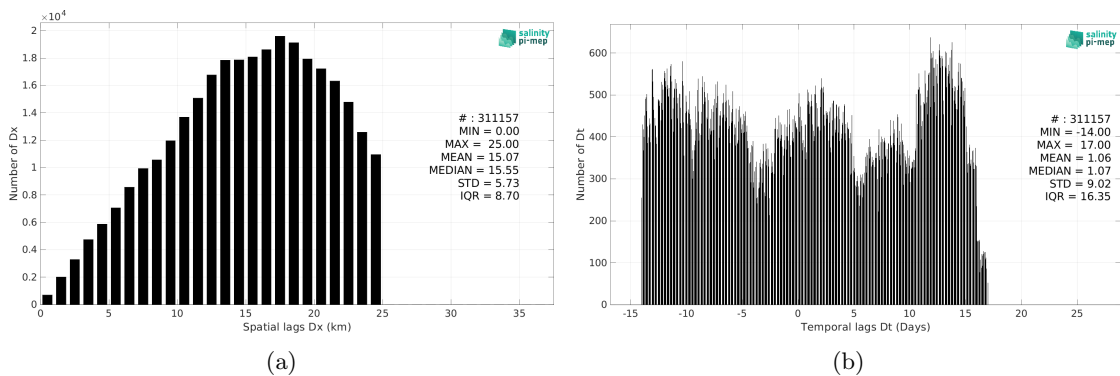 ×10⁴
2
1.8
1.6
1.4
1.2
1
0.8
0.6
0.4
0.2
0
Number of Dx
0 5 10 15 20 25 30 35
Spatial lags Dx (km)
salinity
pi-mep
# : 311157
MIN = 0.00
MAX = 25.00
MEAN = 15.07
MEDIAN = 15.55
STD = 5.73
IQR = 8.70
(a)
600
500
400
300
200
100
0
Number of Dt
-15 -10 -5 0 5 10 15 20 25
Temporal lags Dt (Days)
salinity
pi-mep
# : 311157
MIN = -14.00
MAX = 17.00
MEAN = 1.06
MEDIAN = 1.07
STD = 9.02
IQR = 16.35
(b)